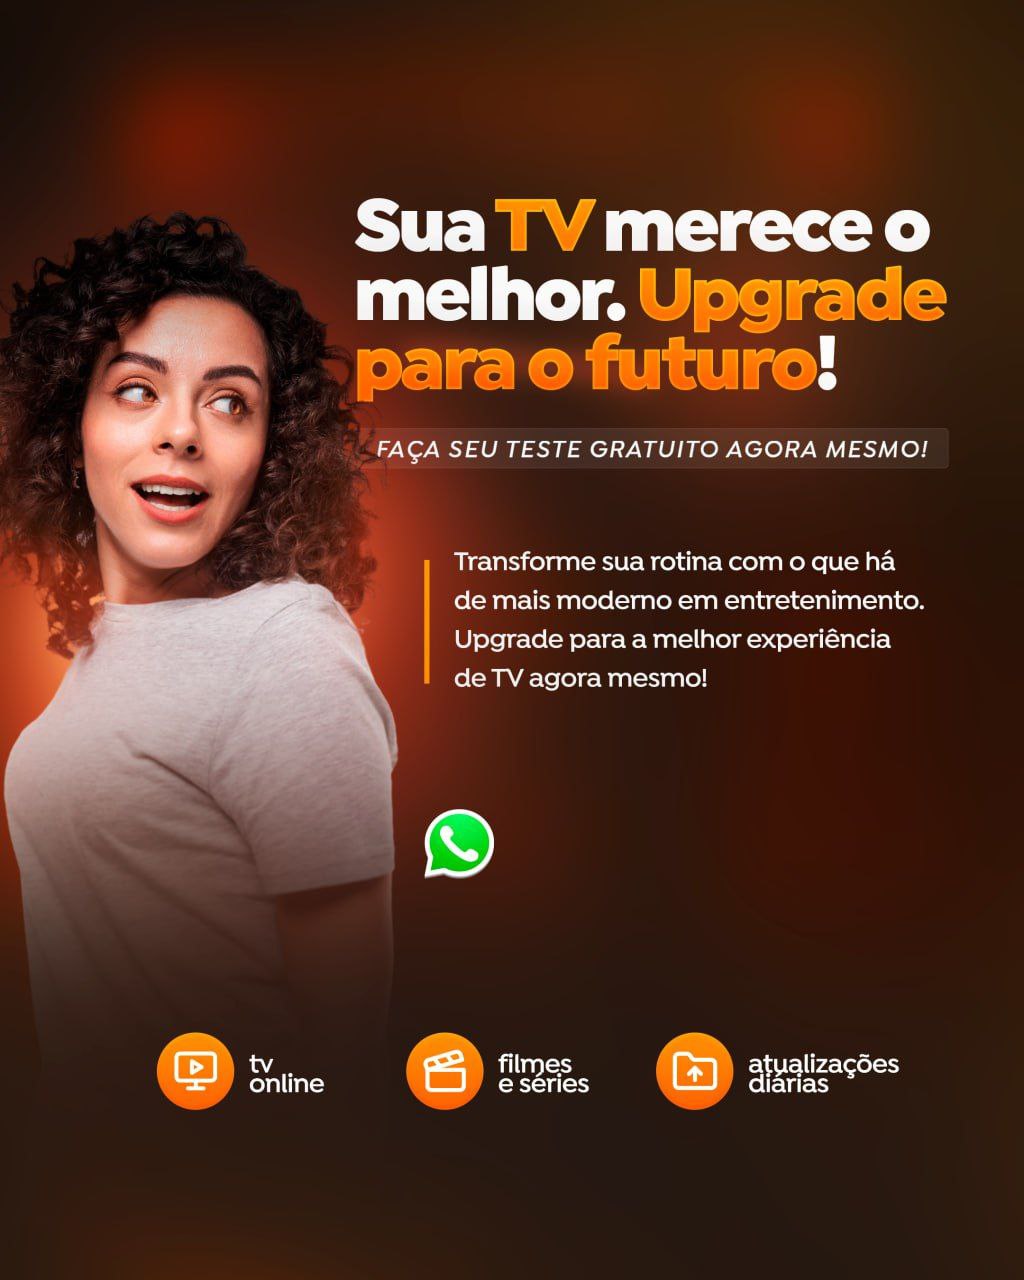 Sua TV merece o
melhor. Upgrade
para o futuro!
FAÇA SEU TESTE GRATUITO AGORA MESMO!
Transforme sua rotina com o que há
de mais moderno em entretenimento.
Upgrade para a melhor experiência
de TV agora mesmo!
tv
online
filmes
e séries
atualizações
diárias